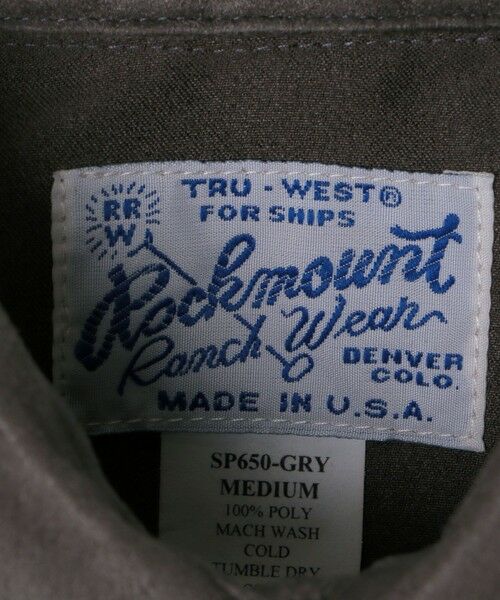 TRU-WEST®
FOR SHIPS
RR
W
Rockmount
Ranch Wear
DENVER
COLO.
MADE IN U.S.A.
SP650-GRY
MEDIUM
100% POLY
MACH WASH
COLD
TUMBLE DRY